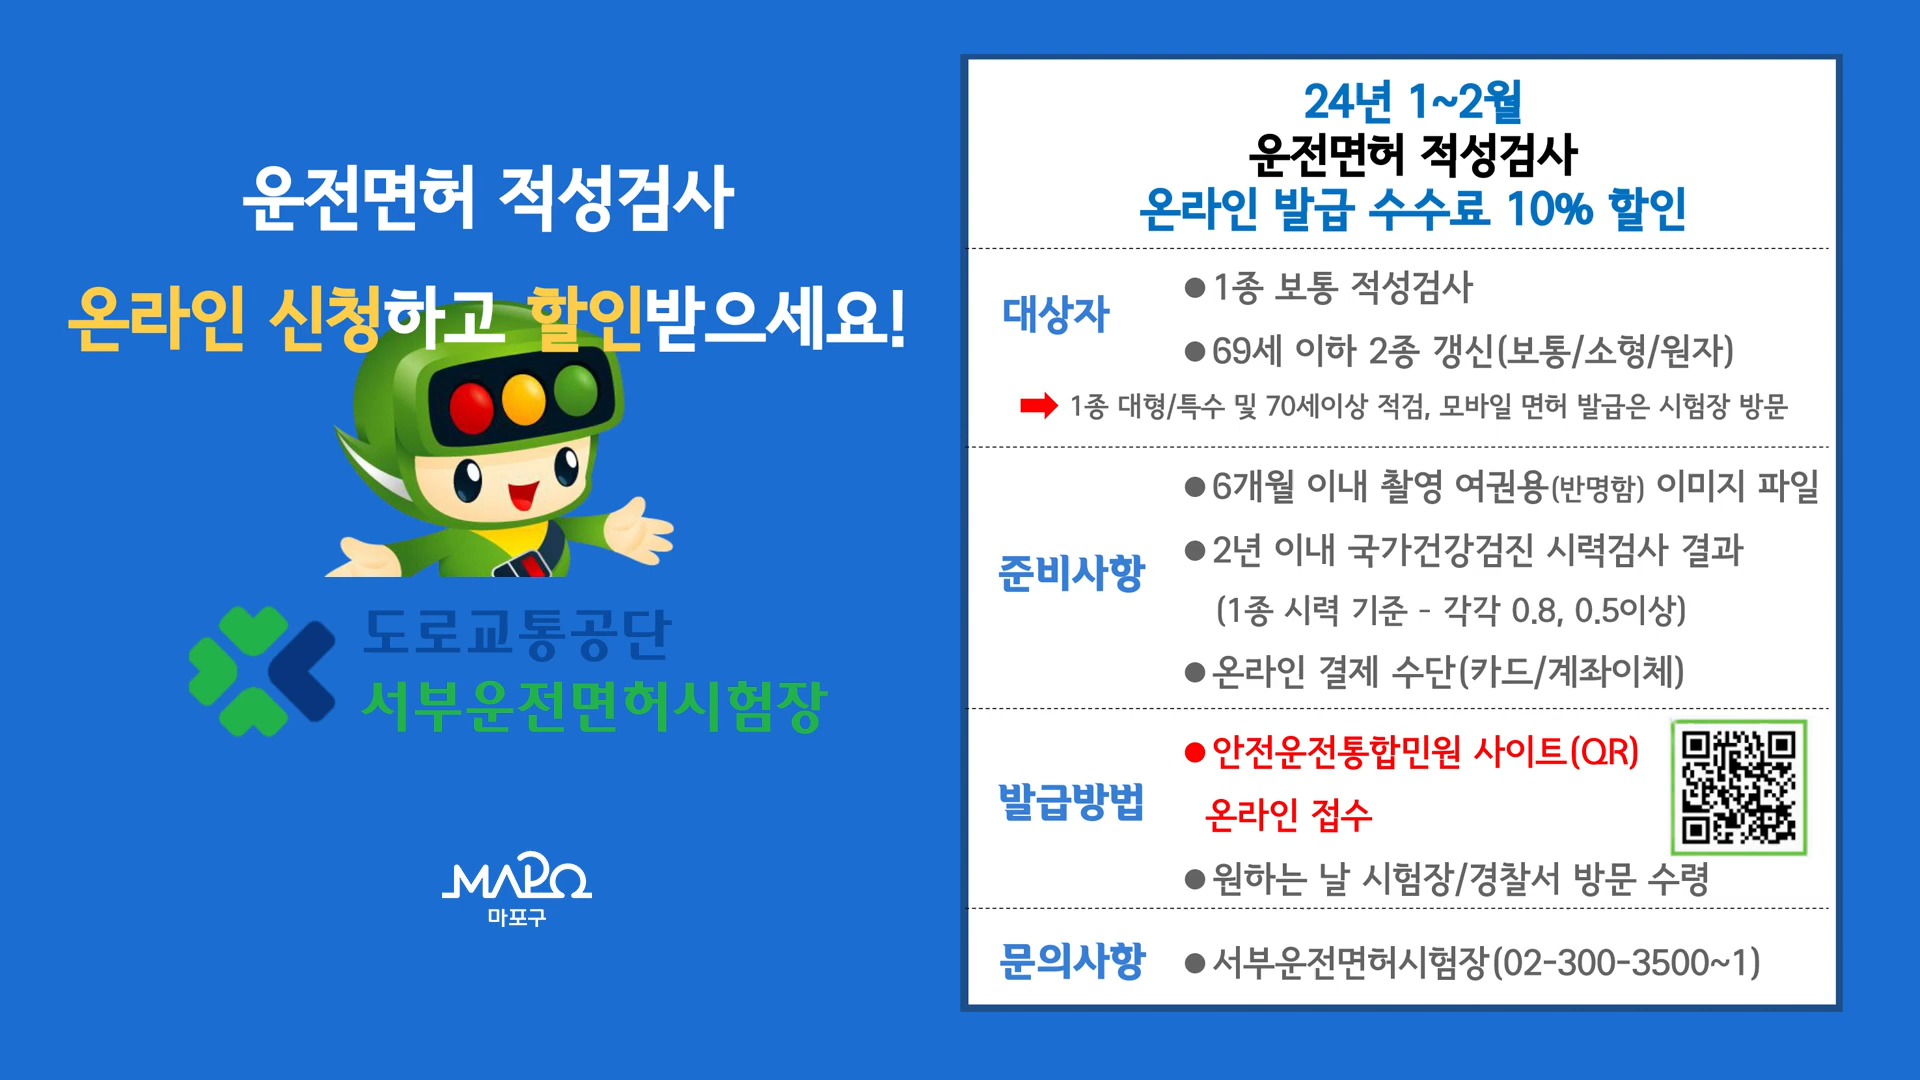 운전면허 적성검사
온라인 신청하고 할인받으세요!
도로교통공단
서부운전면허시험장
MAPO
마포구
24년 1~2월
운전면허 적성검사
온라인 발급 수수료 10% 할인
대상자
●1종 보통 적성검사
●69세 이하 2종 갱신(보통/소형/원자)
1종 대형/특수 및 70세이상 적검, 모바일 면허 발급은 시험장 방문
준비사항
●6개월 이내 촬영 여권용(반명함) 이미지 파일
●2년 이내 국가건강검진 시력검사 결과
(1종 시력 기준 - 각각 0.8, 0.5이상)
●온라인 결제 수단(카드/계좌이체)
발급방법
●안전운전통합민원 사이트(QR)
온라인 접수
●원하는 날 시험장/경찰서 방문 수령
문의사항
●서부운전면허시험장(02-300-3500~1)